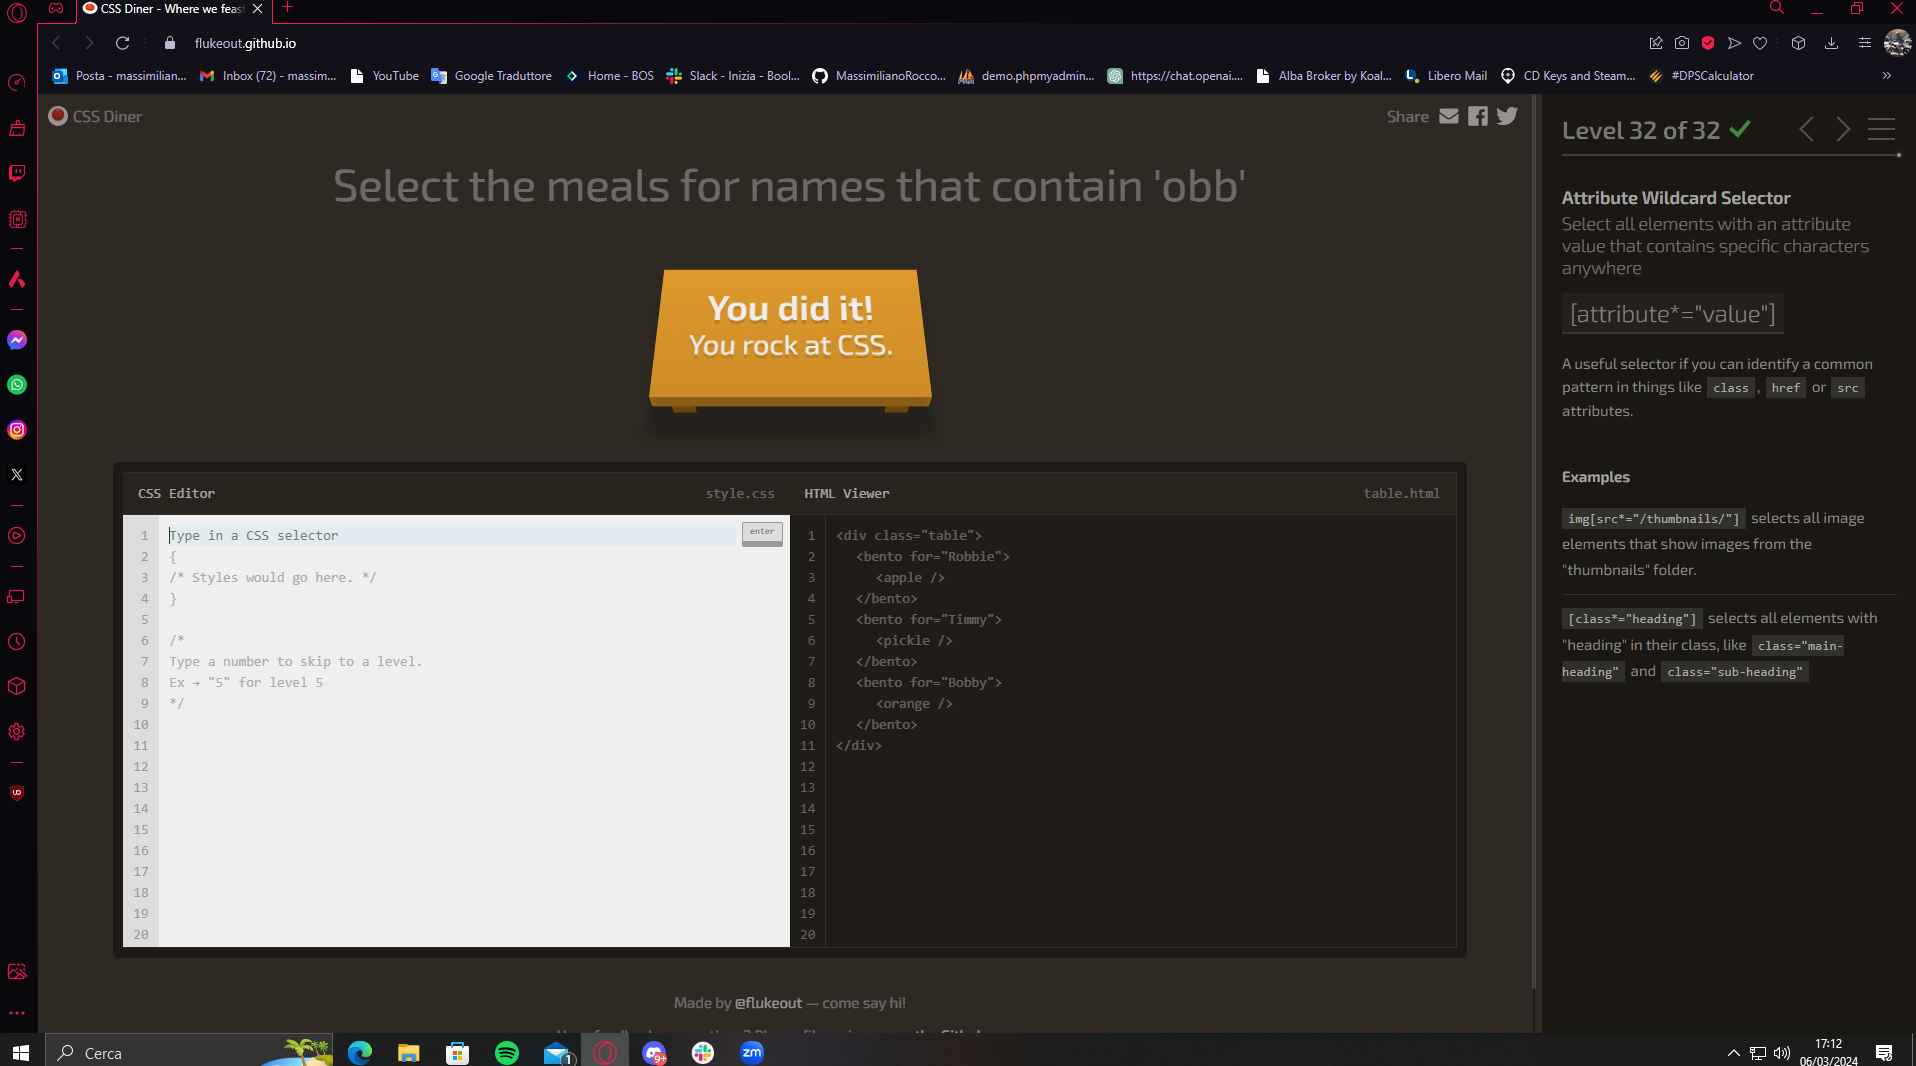 CSS Diner - Where we feas
flukeout.github.io
Posta - massimilian...
Inbox (72) - massim...
YouTube
Google Traduttore
Home - BOS
Slack - Inizia - Bool...
MassimilianoRocco...
demo.phpmyadmin...
https://chat.openai....
Alba Broker by Koal...
Libero Mail
CD Keys and Steam...
#DPSCalculator
CSS Diner
Share
Select the meals for names that contain 'obb'
You did it!
You rock at CSS.
CSS Editor
style.css
1 Type in a CSS selector
enter
2 {
3 /* Styles would go here. */
4 }
5
6 /*
7 Type a number to skip to a level.
8 Ex → "5" for level 5
9 */
10
11
12
13
14
15
16
17
18
19
20
HTML Viewer
table.html
1 <div class="table">
2 <bento for="Robbie">
3 <apple />
4 </bento>
5 <bento for="Timmy">
6 <pickle />
7 </bento>
8 <bento for="Bobby">
9 <orange />
10 </bento>
11 </div>
12
13
14
15
16
17
18
19
20
Made by @flukeout — come say hi!
Level 32 of 32
Attribute Wildcard Selector
Select all elements with an attribute
value that contains specific characters
anywhere
[attribute*="value"]
A useful selector if you can identify a common
pattern in things like class , href or src
attributes.
Examples
img[src*="/thumbnails/"] selects all image
elements that show images from the
"thumbnails" folder.
[class*="heading"] selects all elements with
"heading" in their class, like class="main-
heading" and class="sub-heading"
Cerca
1
9+
zm
17:12
06/03/2024